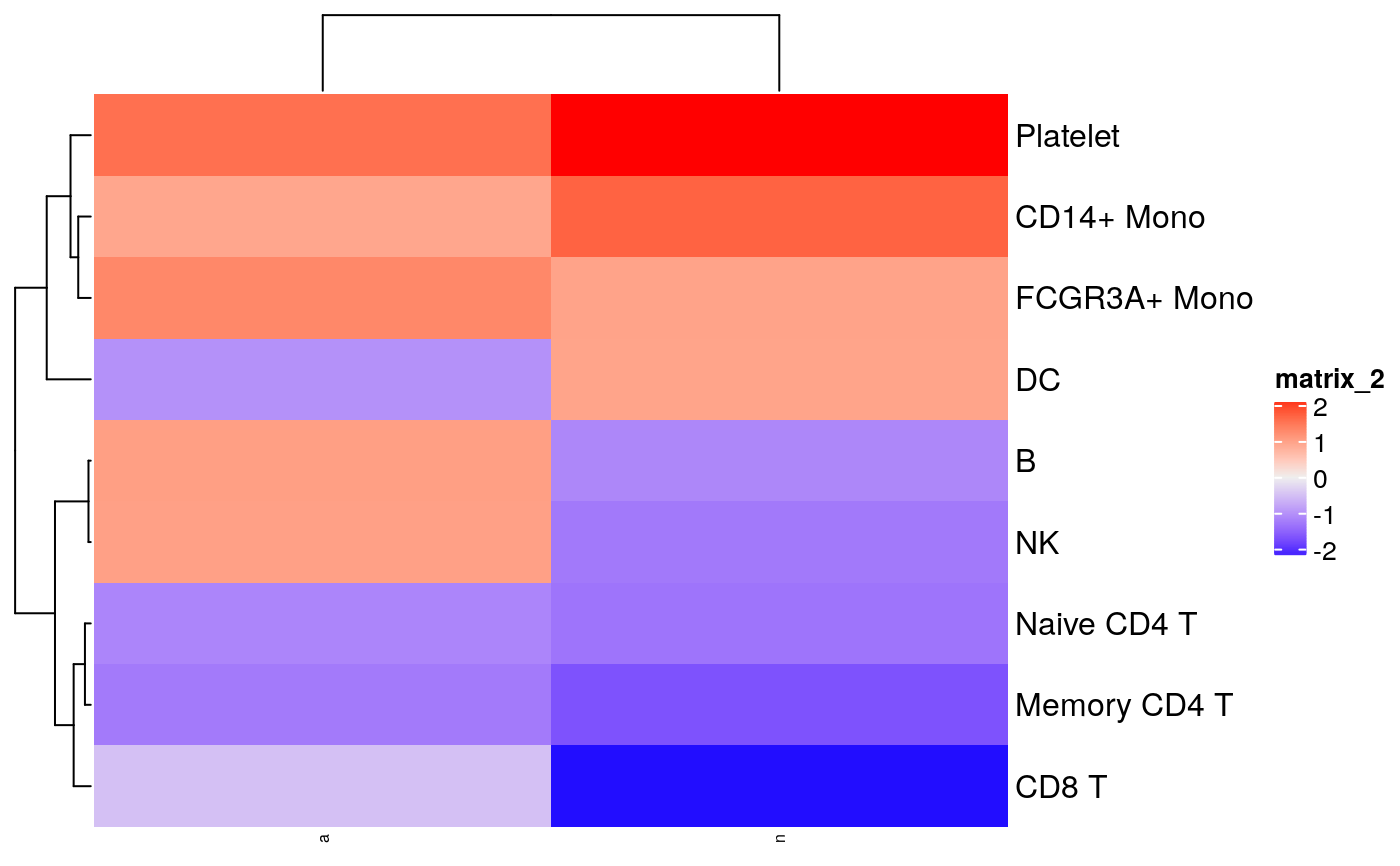 Platelet
CD14+ Mono
FCGR3A+ Mono
DC
B
NK
Naive CD4 T
Memory CD4 T
CD8 T
matrix_2
2
1
0
-1
-2
a
n